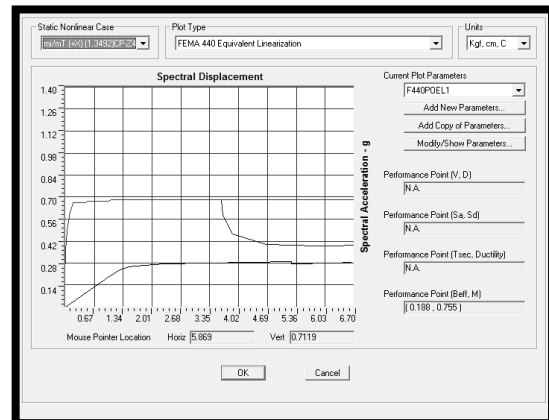 Static Nonlinear Case
Plot Type
FEMA 440 Equivalent Linearization
Units
Kgf, cm, C
Spectral Displacement
Current Plot Parameters
F440POEL1
Add New Parameters...
Add Copy of Parameters...
Modify/Show Parameters...
1.40
1.26
1.12
0.98
0.84
0.70
0.56
0.42
0.28
0.14
Spectral Acceleration - g
Performance Point (V, D)
N.A.
Performance Point (Sa, Sd)
N.A.
Performance Point (Tsec, Ductility)
N.A.
Performance Point (Beff, M)
( 0.188 , 0.755 )
0.67 1.34 2.01 2.68 3.35 4.02 4.69 5.36 6.03 6.70
Mouse Pointer Location Horiz 5.869 Vert 0.7119
OK Cancel